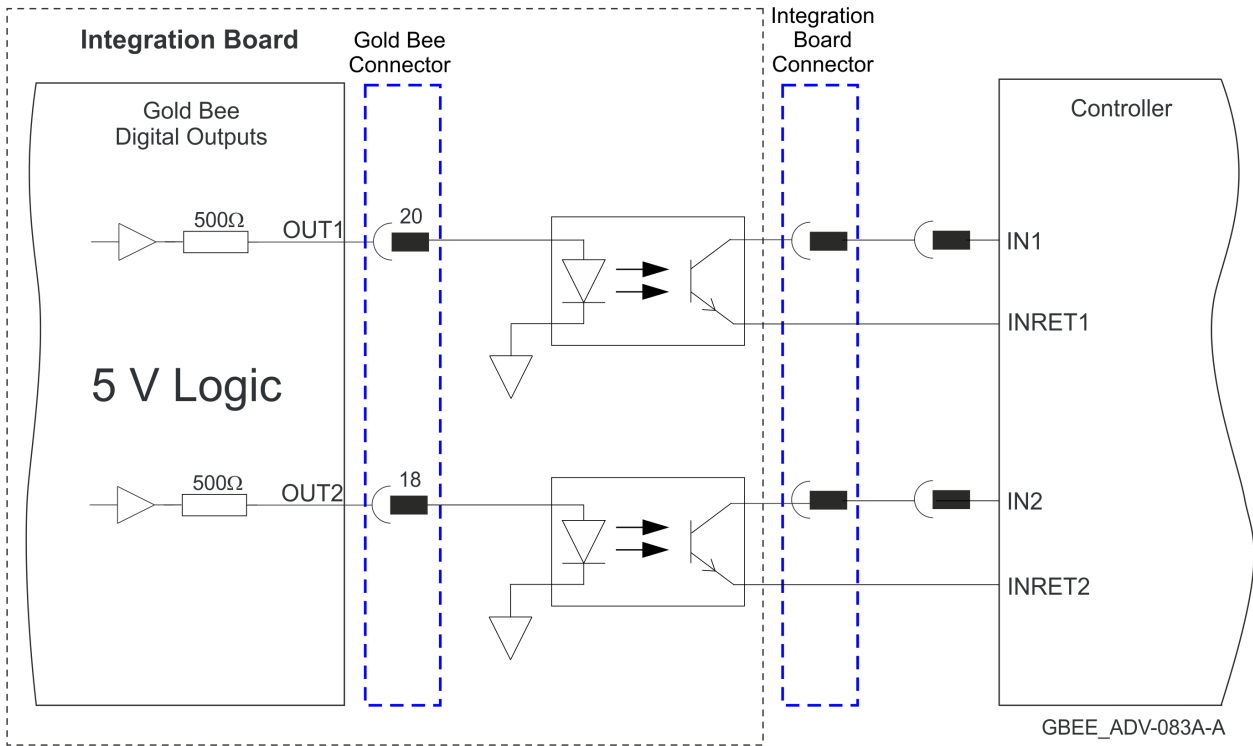 Integration Board
Gold Bee
Connector
Integration
Board
Connector
Gold Bee
Digital Outputs
Controller
500Ω
OUT1
20
IN1
INRET1
5 V Logic
500Ω
OUT2
18
IN2
INRET2
GBEE_ADV-083A-A